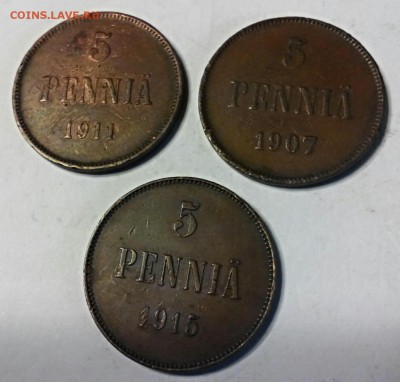 COINS.LAVE.RU
5
PENNIÄ
1911
5
PENNIÄ
1907
5
PENNIÄ
1915